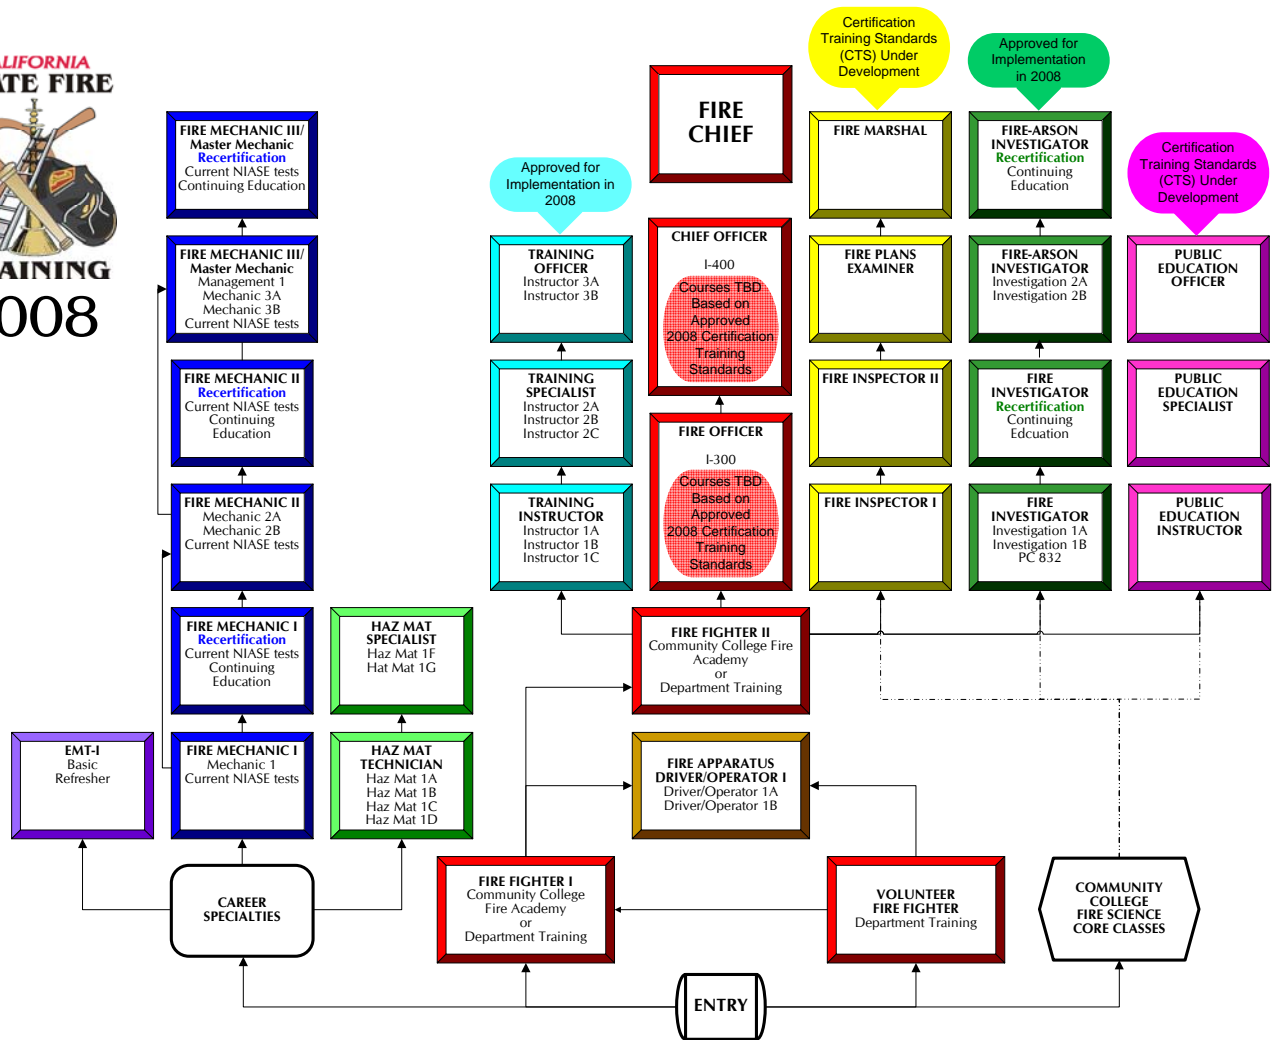 ALIFORNIA
ATE FIRE
AINING
008
Certification
Training Standards
(CTS) Under
Development
Approved for
Implementation
in 2008
FIRE
CHIEF
FIRE MECHANIC III/
Master Mechanic
Recertification
Current NIASE tests
Continuing Education
FIRE MARSHAL
FIRE-ARSON
INVESTIGATOR
Recertification
Continuing
Education
Approved for
Implementation in
2008
Certification
Training Standards
(CTS) Under
Development
FIRE MECHANIC III/
Master Mechanic
Management 1
Mechanic 3A
Mechanic 3B
Current NIASE tests
TRAINING
OFFICER
Instructor 3A
Instructor 3B
CHIEF OFFICER
I-400
Courses TBD
Based on
Approved
2008 Certification
Training
Standards
FIRE PLANS
EXAMINER
FIRE-ARSON
INVESTIGATOR
Investigation 2A
Investigation 2B
PUBLIC
EDUCATION
OFFICER
FIRE MECHANIC II
Recertification
Current NIASE tests
Continuing
Education
TRAINING
SPECIALIST
Instructor 2A
Instructor 2B
Instructor 2C
FIRE INSPECTOR II
FIRE
INVESTIGATOR
Recertification
Continuing
Edcuation
PUBLIC
EDUCATION
SPECIALIST
FIRE OFFICER
I-300
Courses TBD
Based on
Approved
2008 Certification
Training
Standards
FIRE MECHANIC II
Mechanic 2A
Mechanic 2B
Current NIASE tests
TRAINING
INSTRUCTOR
Instructor 1A
Instructor 1B
Instructor 1C
FIRE INSPECTOR I
FIRE
INVESTIGATOR
Investigation 1A
Investigation 1B
PC 832
PUBLIC
EDUCATION
INSTRUCTOR
FIRE MECHANIC I
Recertification
Current NIASE tests
Continuing
Education
HAZ MAT
SPECIALIST
Haz Mat 1F
Hat Mat 1G
FIRE FIGHTER II
Community College Fire
Academy
or
Department Training
EMT-I
Basic
Refresher
FIRE MECHANIC I
Mechanic 1
Current NIASE tests
HAZ MAT
TECHNICIAN
Haz Mat 1A
Haz Mat 1B
Haz Mat 1C
Haz Mat 1D
FIRE APPARATUS
DRIVER/OPERATOR I
Driver/Operator 1A
Driver/Operator 1B
CAREER
SPECIALTIES
FIRE FIGHTER I
Community College
Fire Academy
or
Department Training
VOLUNTEER
FIRE FIGHTER
Department Training
COMMUNITY
COLLEGE
FIRE SCIENCE
CORE CLASSES
ENTRY